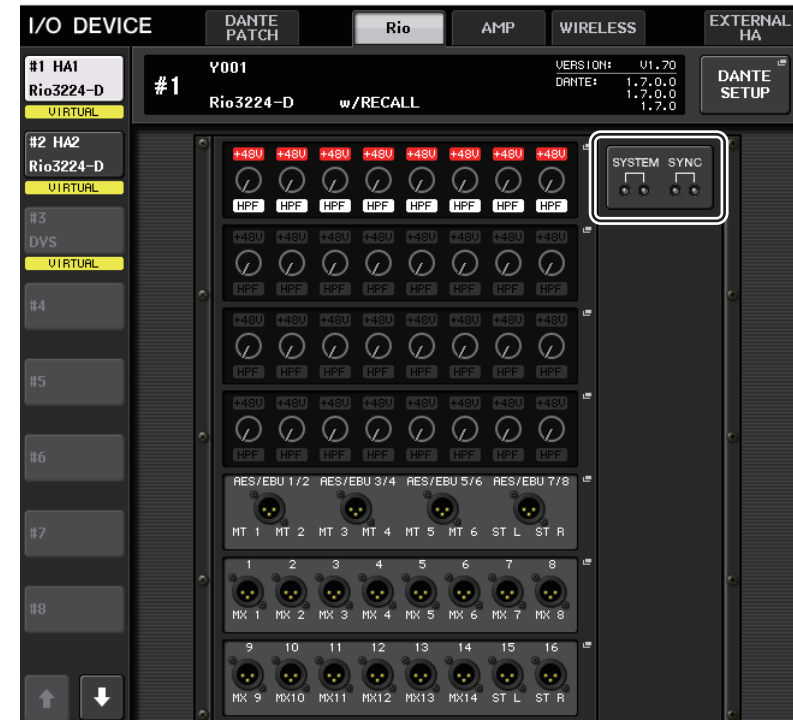 I/O DEVICE
DANTE PATCH
Rio
AMP
WIRELESS
EXTERNAL HA
#1 HA1
Rio3224-D
VIRTUAL
#2 HA2
Rio3224-D
VIRTUAL
#3
DVS
VIRTUAL
#4
#5
#6
#7
#8
#1
Y001
Rio3224-D w/RECALL
VERSION: V1.70
DANTE: 1.7.0.0
1.7.0.0
1.7.0
DANTE SETUP
+48V +48V +48V +48V +48V +48V +48V +48V
HPF HPF HPF HPF HPF HPF HPF HPF
+48V +48V +48V +48V +48V +48V +48V +48V
HPF HPF HPF HPF HPF HPF HPF HPF
+48V +48V +48V +48V +48V +48V +48V +48V
HPF HPF HPF HPF HPF HPF HPF HPF
+48V +48V +48V +48V +48V +48V +48V +48V
HPF HPF HPF HPF HPF HPF HPF HPF
AES/EBU 1/2 AES/EBU 3/4 AES/EBU 5/6 AES/EBU 7/8
MT 1 MT 2 MT 3 MT 4 MT 5 MT 6 ST L ST R
1 2 3 4 5 6 7 8
MX 1 MX 2 MX 3 MX 4 MX 5 MX 6 MX 7 MX 8
9 10 11 12 13 14 15 16
MX 9 MX10 MX11 MX12 MX13 MX14 ST L ST R
SYSTEM SYNC